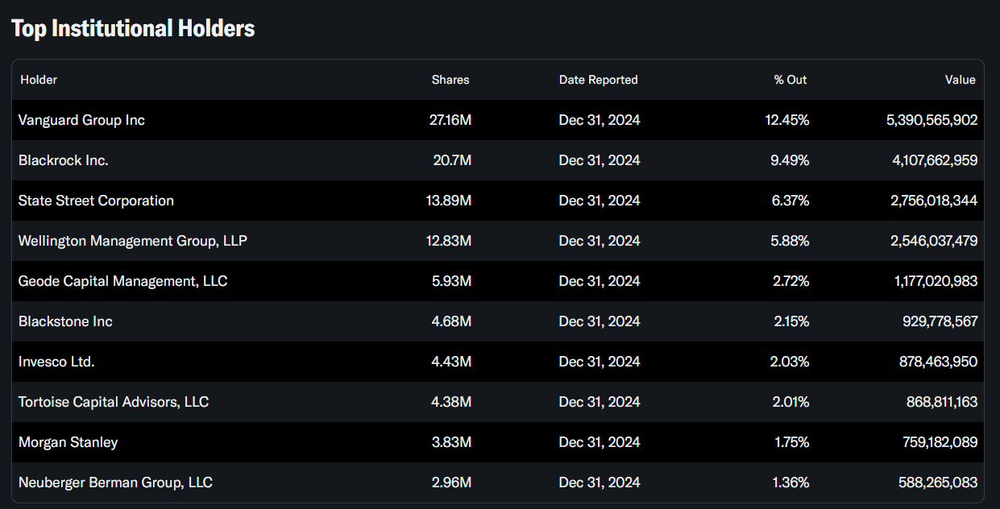 Top Institutional Holders
Holder Shares Date Reported % Out Value
Vanguard Group Inc 27.16M Dec 31, 2024 12.45% 5,390,565,902
Blackrock Inc. 20.7M Dec 31, 2024 9.49% 4,107,662,959
State Street Corporation 13.89M Dec 31, 2024 6.37% 2,756,018,344
Wellington Management Group, LLP 12.83M Dec 31, 2024 5.88% 2,546,037,479
Geode Capital Management, LLC 5.93M Dec 31, 2024 2.72% 1,177,020,983
Blackstone Inc 4.68M Dec 31, 2024 2.15% 929,778,567
Invesco Ltd. 4.43M Dec 31, 2024 2.03% 878,463,950
Tortoise Capital Advisors, LLC 4.38M Dec 31, 2024 2.01% 868,811,163
Morgan Stanley 3.83M Dec 31, 2024 1.75% 759,182,089
Neuberger Berman Group, LLC 2.96M Dec 31, 2024 1.36% 588,265,083